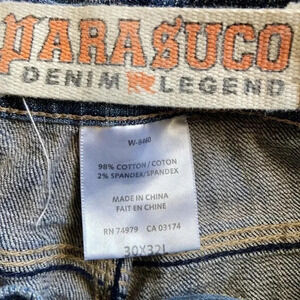 PARASUCO
DENIM LEGEND
98% COTTON / COTON
2% SPANDEX/SPANDEX
MADE IN CHINA
FAIT EN CHINE
RN 74979 CA 03174
30X32L